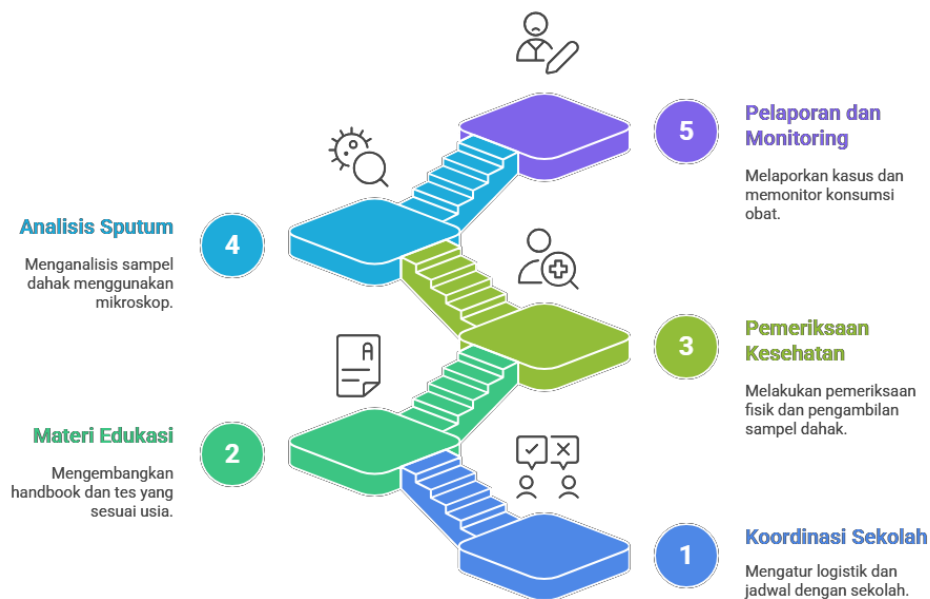 5
Pelaporan dan
Monitoring
Melaporkan kasus dan
memonitor konsumsi
obat.
Analisis Sputum
4
Menganalisis sampel
dahak menggunakan
mikroskop.
3
Pemeriksaan
Kesehatan
Melakukan pemeriksaan
fisik dan pengambilan
sampel dahak.
A
Materi Edukasi
2
Mengembangkan
handbook dan tes yang
sesuai usia.
1
Koordinasi Sekolah
Mengatur logistik dan
jadwal dengan sekolah.